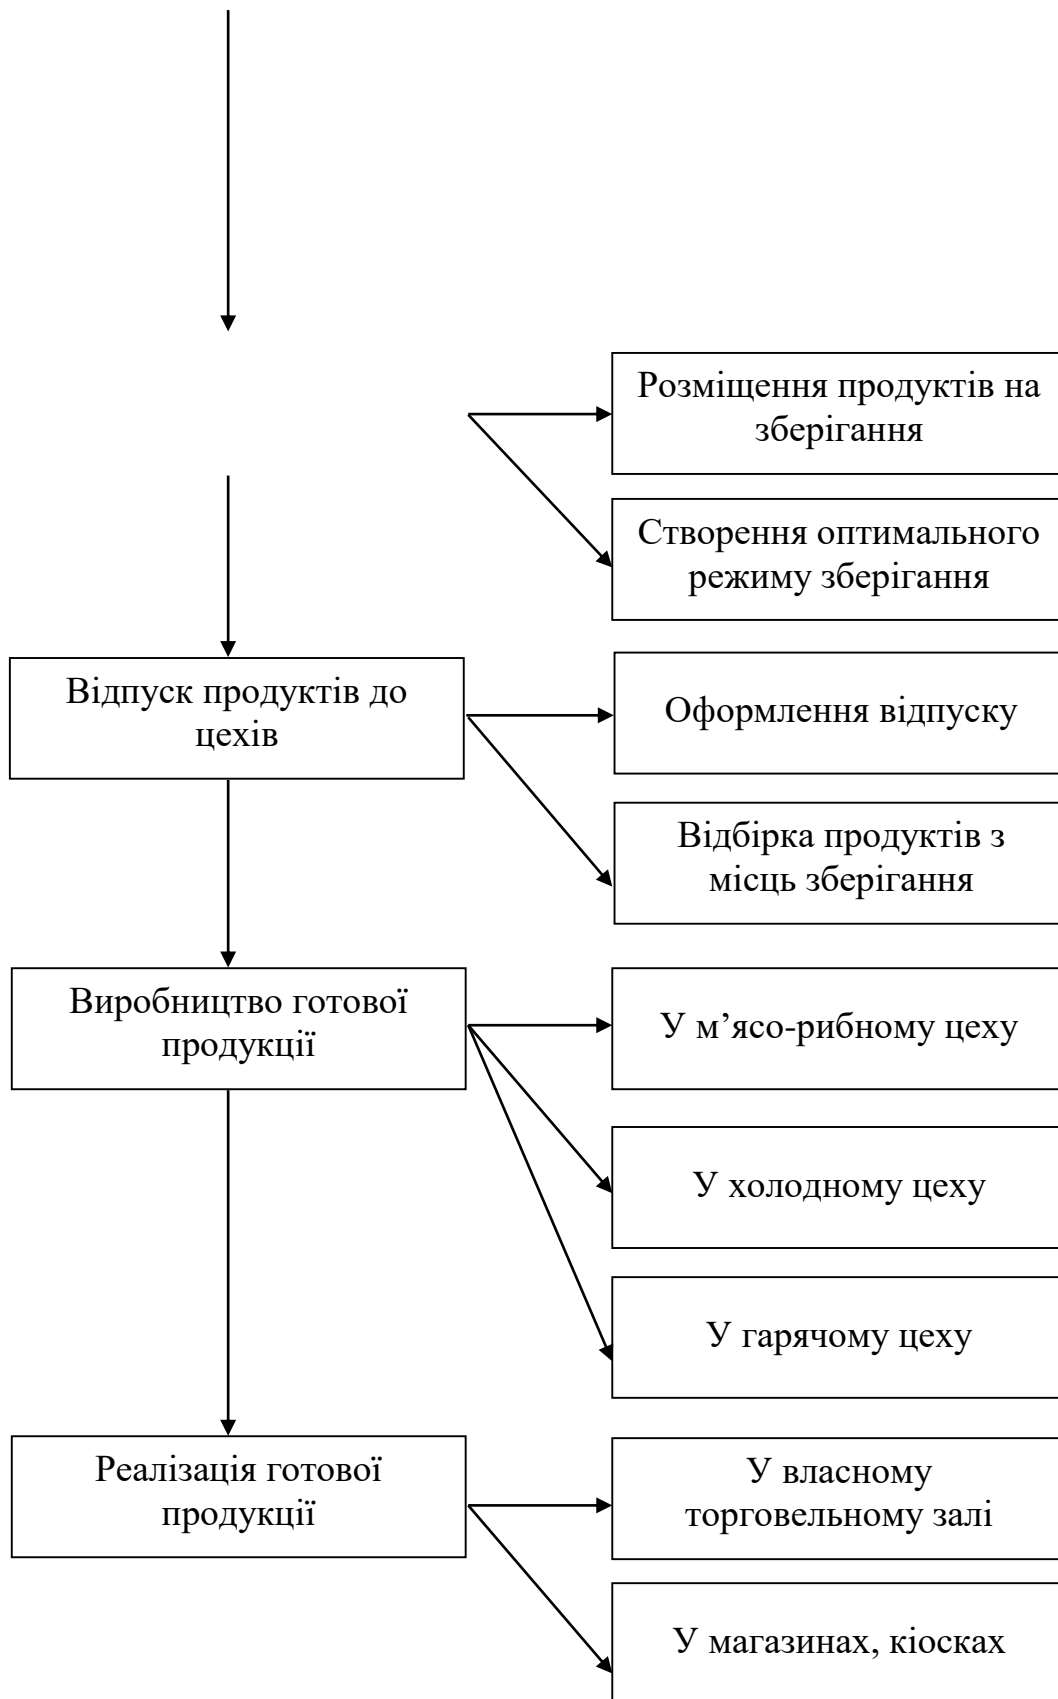 Розміщення продуктів на
зберігання
Створення оптимального
режиму зберігання
Відпуск продуктів до
цехів
Оформлення відпуску
Відбірка продуктів з
місць зберігання
Виробництво готової
продукції
У м’ясо-рибному цеху
У холодному цеху
У гарячому цеху
Реалізація готової
продукції
У власному
торговельному залі
У магазинах, кіосках